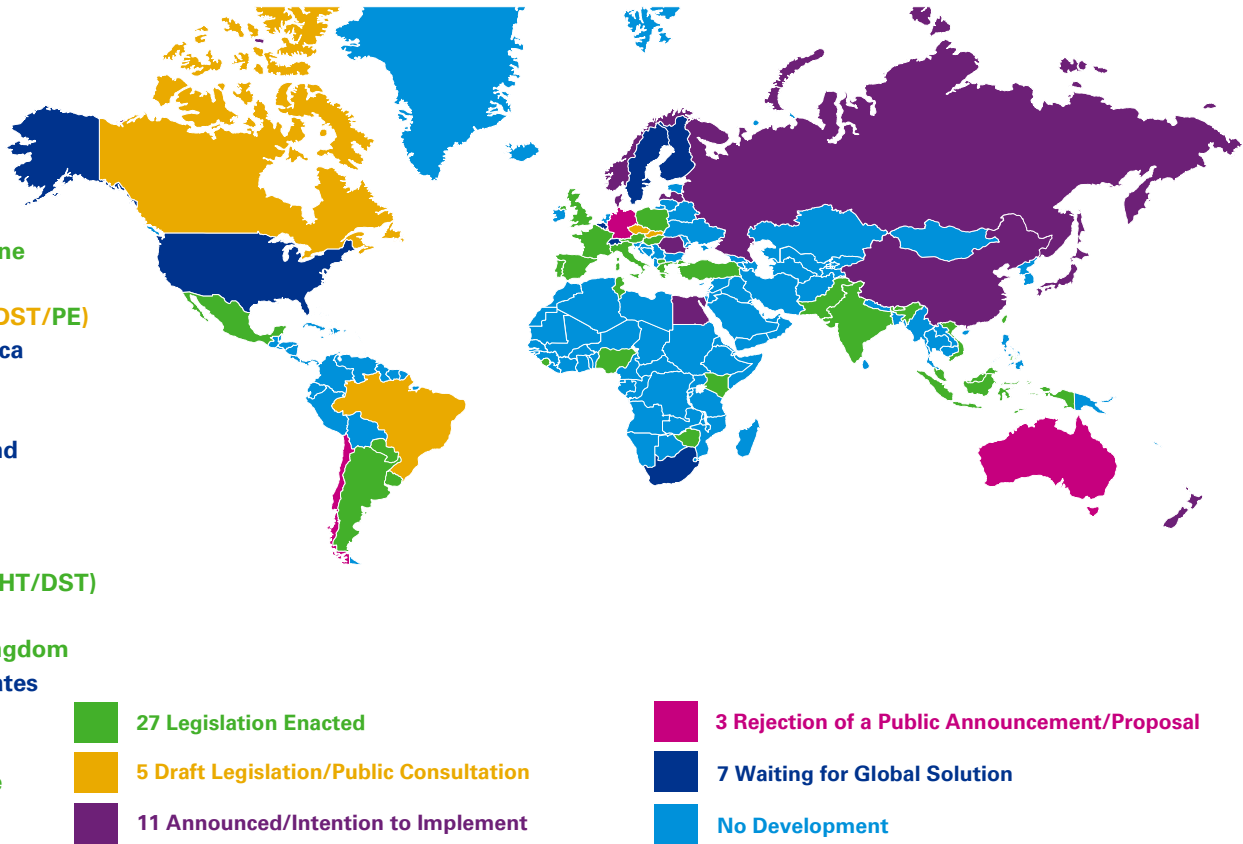 ne
DST/PE)
ca
nd
HT/DST)
gdom
ates
e
27 Legislation Enacted
5 Draft Legislation/Public Consultation
11 Announced/Intention to Implement
3 Rejection of a Public Announcement/Proposal
7 Waiting for Global Solution
No Development